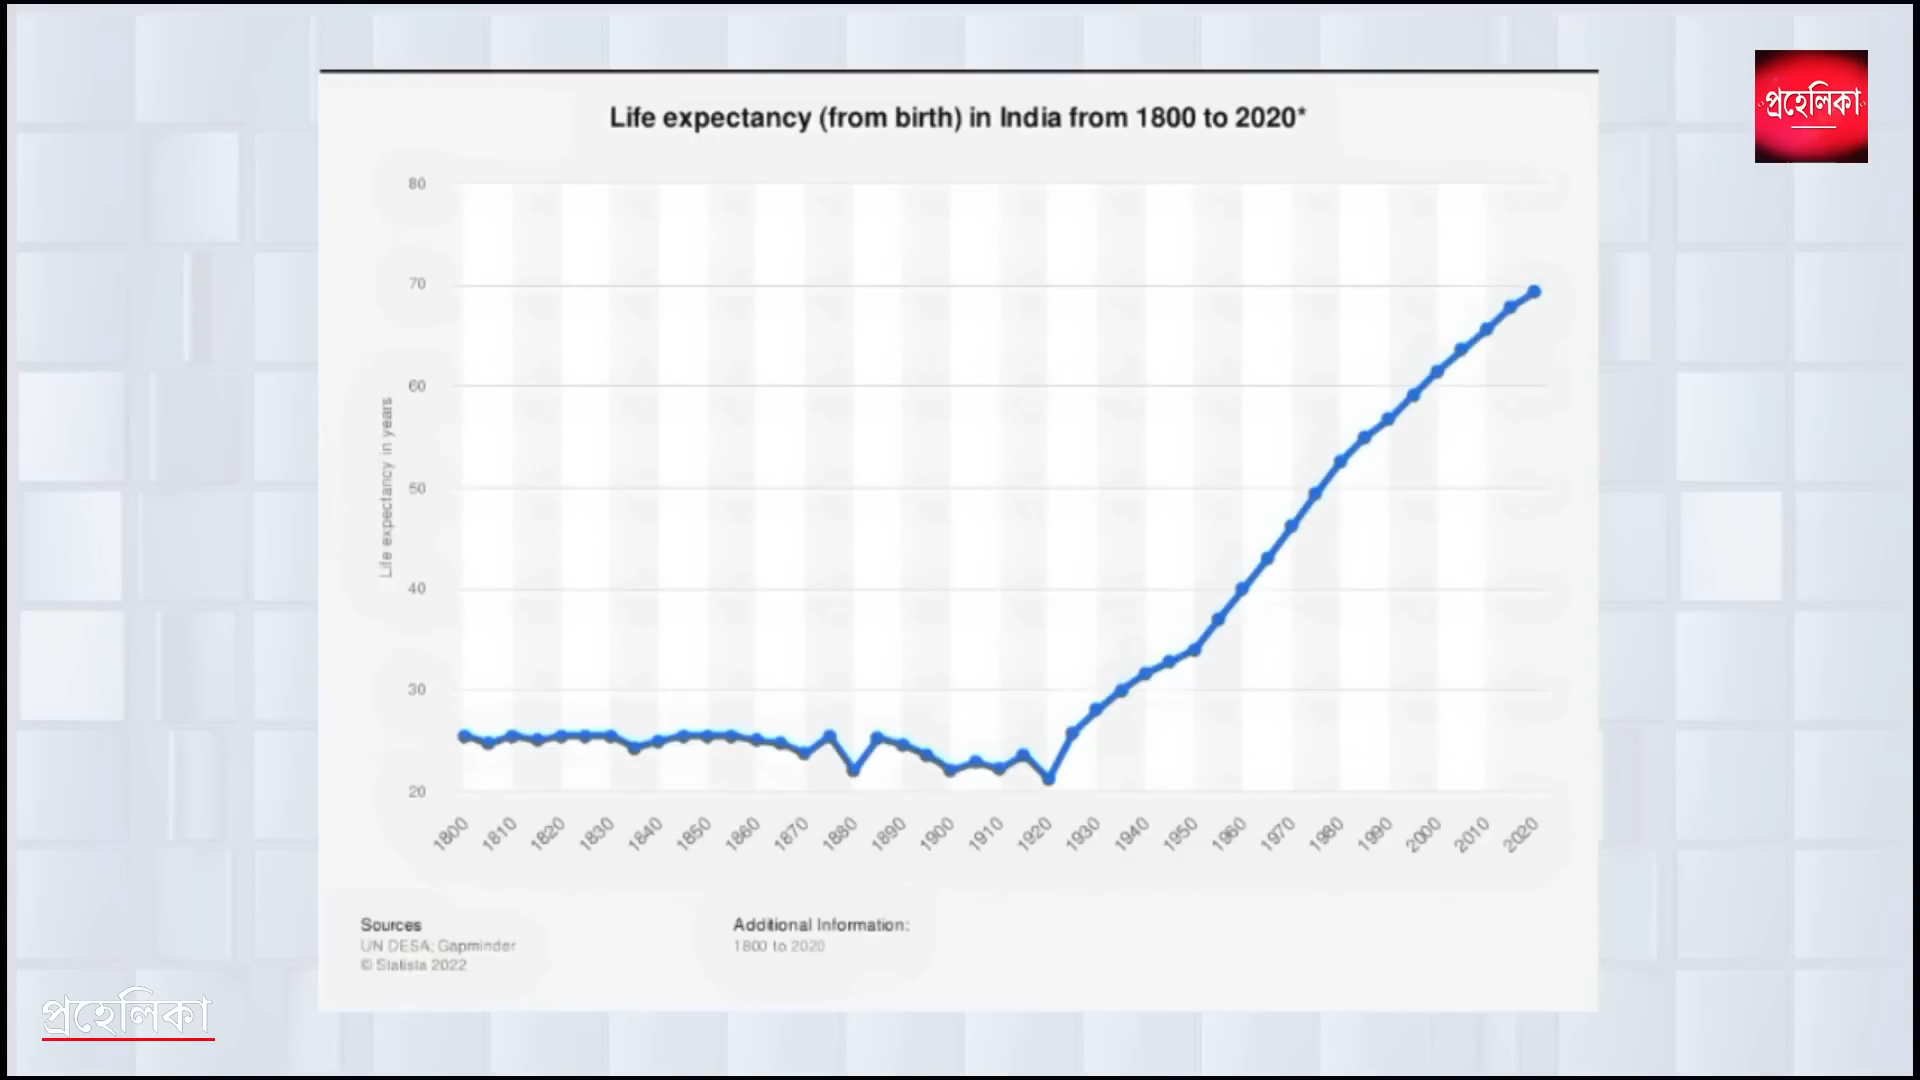 প্রহেলিকা
Life expectancy (from birth) in India from 1800 to 2020*
80
70
60
50
40
30
20
Life expectancy in years
1800 1810 1820 1830 1840 1850 1860 1870 1880 1890 1900 1910 1920 1930 1940 1950 1960 1970 1980 1990 2000 2010 2020
Sources
UN DESA; Gapminder
© Statista 2022
Additional Information:
1800 to 2020
প্রহেলিকা